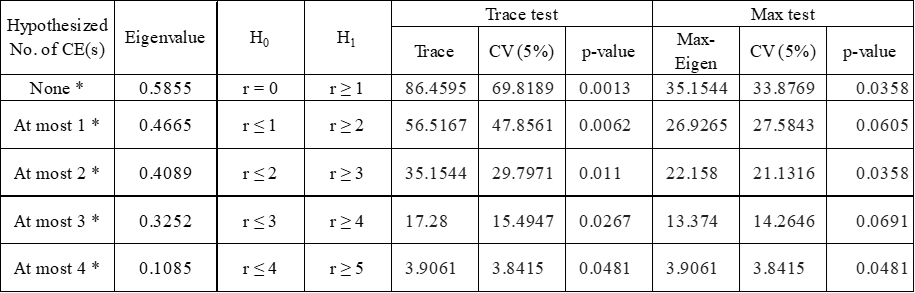 Hypothesized No. of CE(s) Eigenvalue H0 H1 Trace test Max test
Trace CV (5%) p-value Max-Eigen CV (5%) p-value
None * 0.5855 r = 0 r ≥ 1 86.4595 69.8189 0.0013 35.1544 33.8769 0.0358
At most 1 * 0.4665 r ≤ 1 r ≥ 2 56.5167 47.8561 0.0062 26.9265 27.5843 0.0605
At most 2 * 0.4089 r ≤ 2 r ≥ 3 35.1544 29.7971 0.011 22.158 21.1316 0.0358
At most 3 * 0.3252 r ≤ 3 r ≥ 4 17.28 15.4947 0.0267 13.374 14.2646 0.0691
At most 4 * 0.1085 r ≤ 4 r ≥ 5 3.9061 3.8415 0.0481 3.9061 3.8415 0.0481